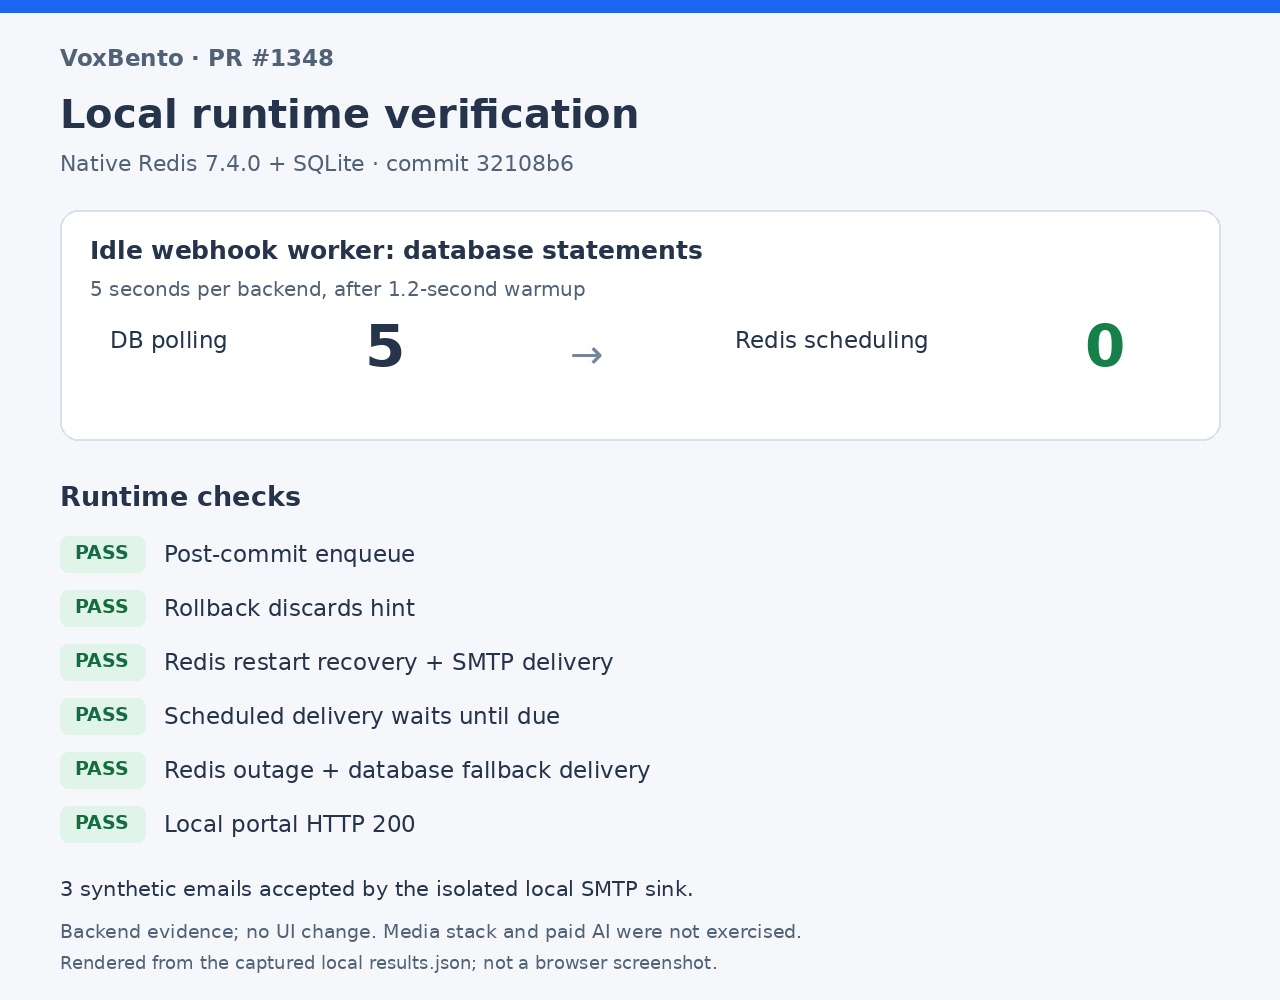 VoxBento · PR #1348
Local runtime verification
Native Redis 7.4.0 + SQLite · commit 32108b6
Idle webhook worker: database statements
5 seconds per backend, after 1.2-second warmup
DB polling 5 → Redis scheduling 0
Runtime checks
PASS Post-commit enqueue
PASS Rollback discards hint
PASS Redis restart recovery + SMTP delivery
PASS Scheduled delivery waits until due
PASS Redis outage + database fallback delivery
PASS Local portal HTTP 200
3 synthetic emails accepted by the isolated local SMTP sink.
Backend evidence; no UI change. Media stack and paid AI were not exercised.
Rendered from the captured local results.json; not a browser screenshot.